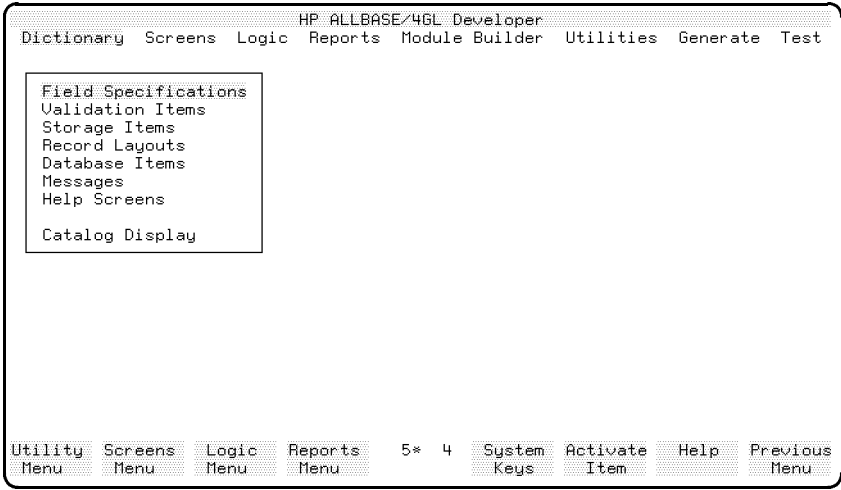 HP ALLBASE/4GL Developer
Dictionary Screens Logic Reports Module Builder Utilities Generate Test
Field Specifications
Validation Items
Storage Items
Record Layouts
Database Items
Messages
Help Screens
Catalog Display
Utility Screens Logic Reports 5* 4 System Activate Help Previous
Menu Menu Menu Menu Keys Item Menu